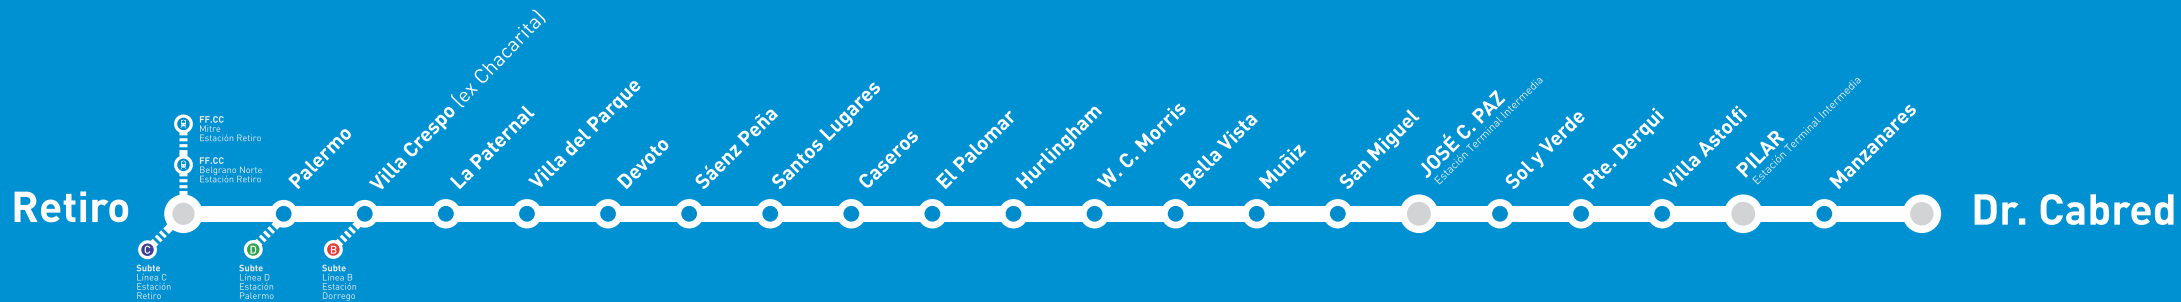 Retiro
FF.CC
Mitre
Estación Retiro
FF.CC
Belgrano Norte
Estación Retiro
C
Subte
Línea C
Estación
Retiro
Palermo
D
Subte
Línea D
Estación
Palermo
Villa Crespo (ex Chacarita)
B
Subte
Línea B
Estación
Dorrego
La Paternal
Villa del Parque
Devoto
Sáenz Peña
Santos Lugares
Caseros
El Palomar
Hurlingham
W. C. Morris
Bella Vista
Muñiz
San Miguel
JOSÉ C. PAZ
Estación Terminal Intermedia
Sol y Verde
Pte. Derqui
Villa Astolfi
PILAR
Estación Terminal Intermedia
Manzanares
Dr. Cabred